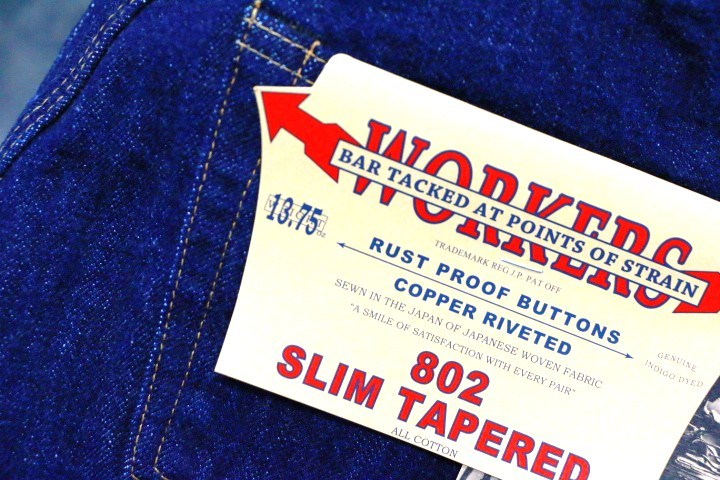 WORKERS
BAR TACKED AT POINTS OF STRAIN
WEIGHT
13.75
oz
TRADEMARK REG J.P. PAT OFF
RUST PROOF BUTTONS
COPPER RIVETED
SEWN IN THE JAPAN OF JAPANESE WOVEN FABRIC
"A SMILE OF SATISFACTION WITH EVERY PAIR"
GENUINE
INDIGO DYED
802
SLIM TAPERED
ALL COTTON